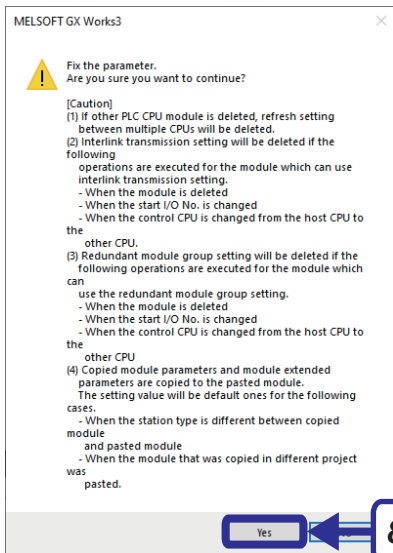 MELSOFT GX Works3
Fix the parameter.
Are you sure you want to continue?
[Caution]
(1) If other PLC CPU module is deleted, refresh setting
between multiple CPUs will be deleted.
(2) Interlink transmission setting will be deleted if the
following
operations are executed for the module which can use
interlink transmission setting.
- When the module is deleted
- When the start I/O No. is changed
- When the control CPU is changed from the host CPU to
the
other CPU.
(3) Redundant module group setting will be deleted if the
following operations are executed for the module which
can
use the redundant module group setting.
- When the module is deleted
- When the start I/O No. is changed
- When the control CPU is changed from the host CPU to
the
other CPU
(4) Copied module parameters and module extended
parameters are copied to the pasted module.
The setting value will be default ones for the following
cases.
- When the station type is different between copied
module
and pasted module
- When the module that was copied in different project
was
pasted.
Yes